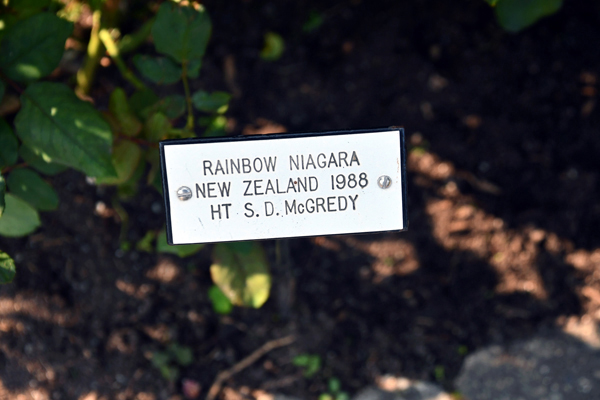 RAINBOW NIAGARA
NEW ZEALAND 1988
HT S.D. McGREDY